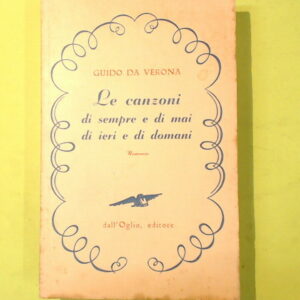 GUIDO DA VERONA
Le canzoni
di sempre e di mai
di ieri e di domani
Romanzo
dall'Oglio, editore